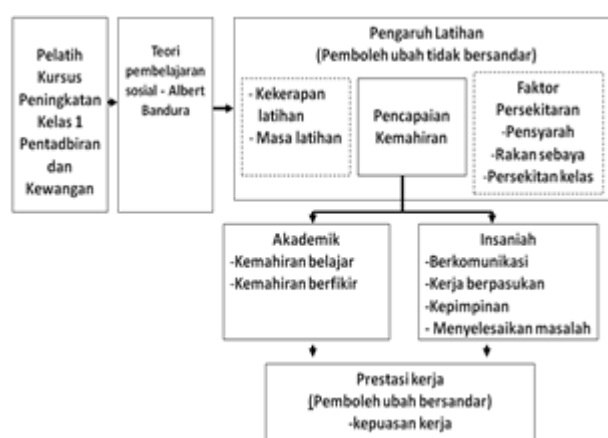 Pelatih
Kursus
Peningkatan
Kelas 1
Pentadbiran
dan
Kewangan
Teori
pembelajaran
sosial - Albert
Bandura
Pengaruh Latihan
(Pemboleh ubah tidak bersandar)
- Kekerapan
latihan
- Masa latihan
Pencapaian
Kemahiran
Faktor
Persekitaran
-Pensyarah
-Rakan sebaya
-Persekitan kelas
Akademik
-Kemahiran belajar
-Kemahiran berfikir
Insaniah
-Berkomunikasi
-Kerja berpasukan
-Kepimpinan
- Menyelesaikan masalah
Prestasi kerja
(Pemboleh ubah bersandar)
-kepuasan kerja